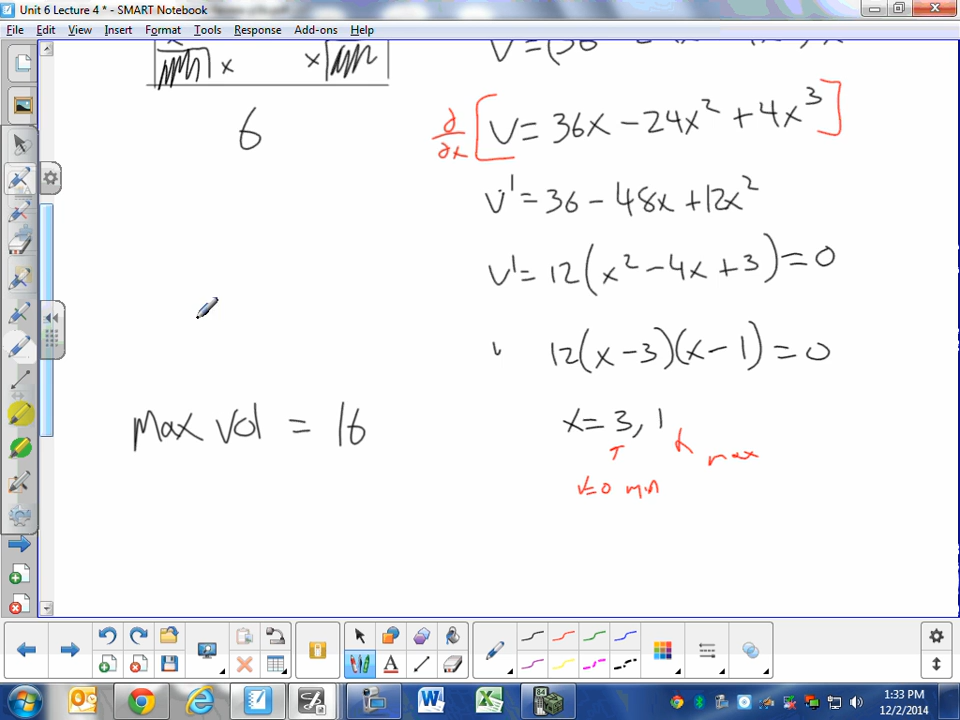 Unit 6 Lecture 4 * - SMART Notebook
File Edit View Insert Format Tools Response Add-ons Help
x x
6
∂/∂x [V = 36x - 24x² + 4x³]
V' = 36 - 48x + 12x²
V' = 12(x² - 4x + 3) = 0
12(x - 3)(x - 1) = 0
x = 3, 1
max
V=0 min
max vol = 16
A
1:33 PM
12/2/2014